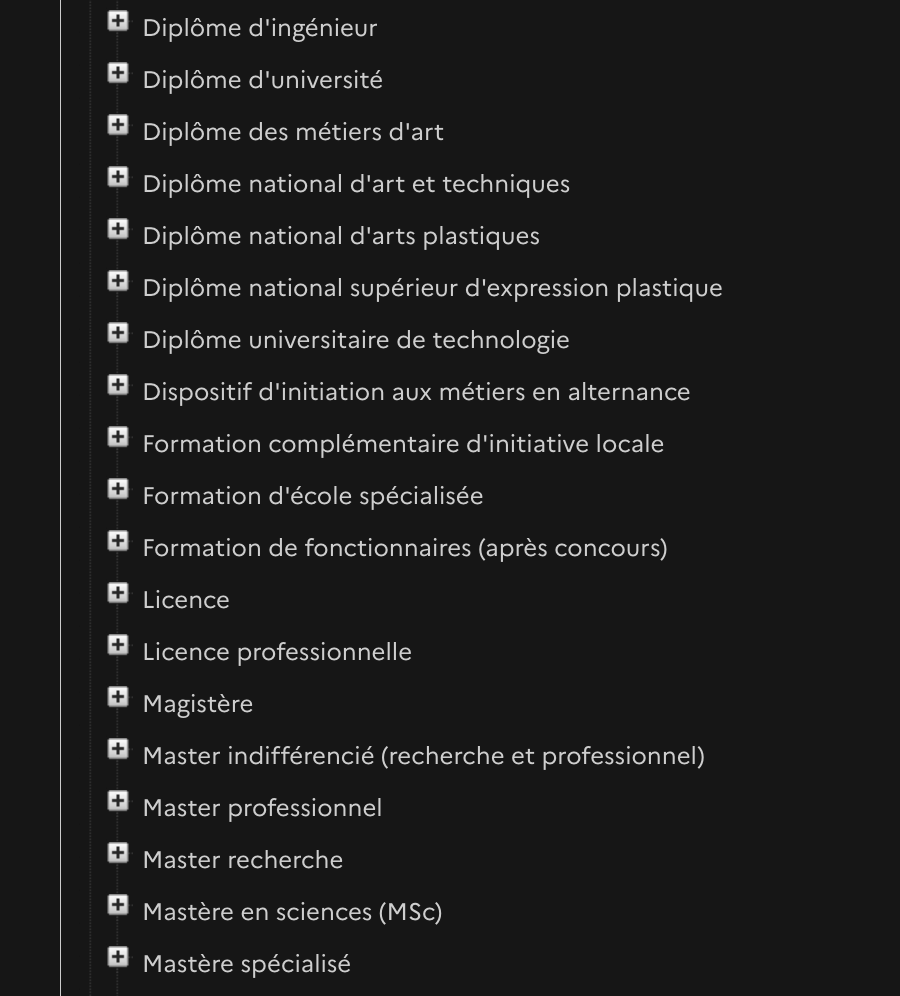 Diplôme d'ingénieur
Diplôme d'université
Diplôme des métiers d'art
Diplôme national d'art et techniques
Diplôme national d'arts plastiques
Diplôme national supérieur d'expression plastique
Diplôme universitaire de technologie
Dispositif d'initiation aux métiers en alternance
Formation complémentaire d'initiative locale
Formation d'école spécialisée
Formation de fonctionnaires (après concours)
Licence
Licence professionnelle
Magistère
Master indifférencié (recherche et professionnel)
Master professionnel
Master recherche
Mastère en sciences (MSc)
Mastère spécialisé